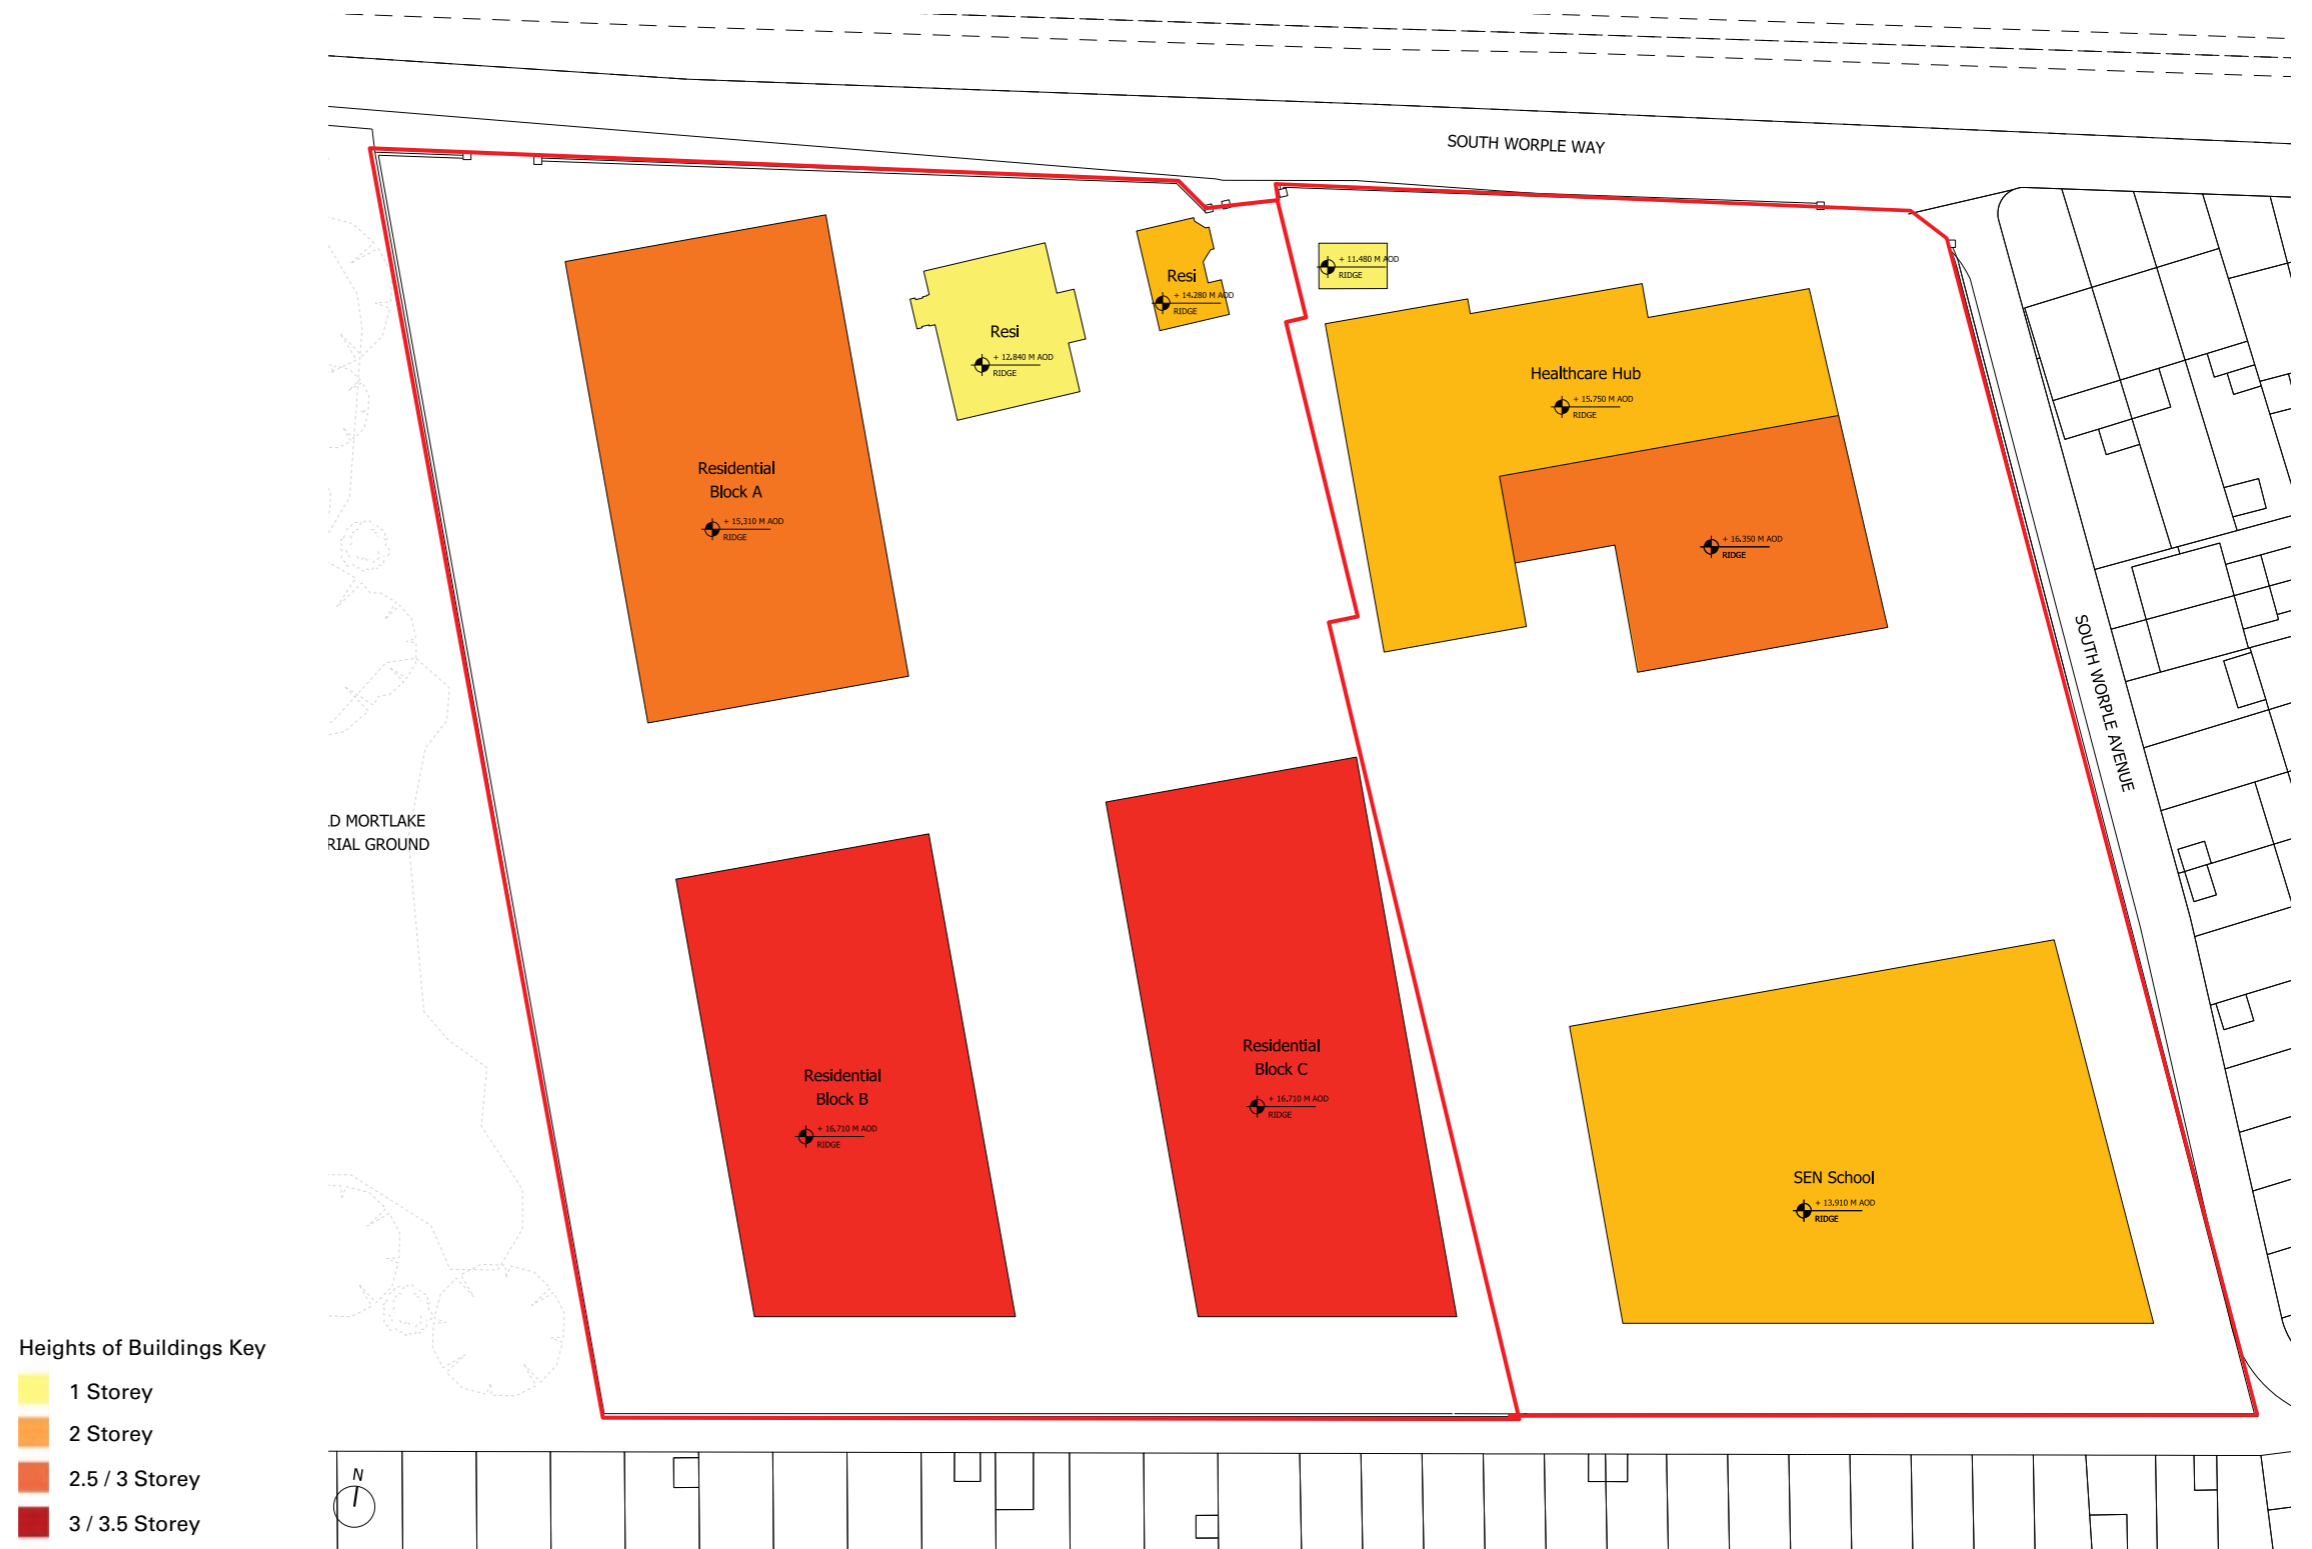 SOUTH WORPLE WAY
Resi
+ 14.280 M AOD
RIDGE
+ 11.480 M AOD
RIDGE
Resi
+ 12.840 M AOD
RIDGE
Healthcare Hub
+ 15.750 M AOD
RIDGE
Residential
Block A
+ 15.310 M AOD
RIDGE
+ 16.350 M AOD
RIDGE
SOUTH WORPLE AVENUE
LD MORTLAKE
RIAL GROUND
Residential
Block B
+ 16.710 M AOD
RIDGE
Residential
Block C
+ 16.710 M AOD
RIDGE
SEN School
+ 13.910 M AOD
RIDGE
Heights of Buildings Key
1 Storey
2 Storey
2.5 / 3 Storey
3 / 3.5 Storey
N